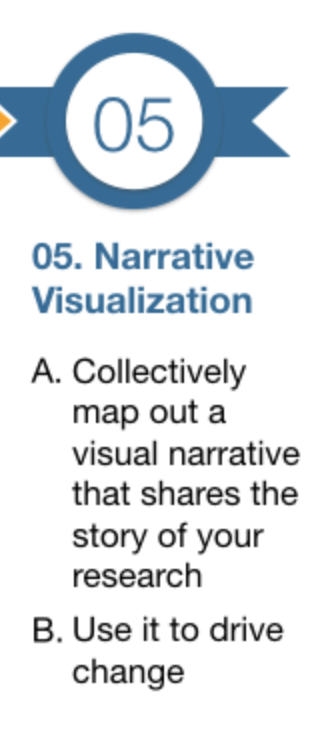 05
05. Narrative
Visualization
A. Collectively
map out a
visual narrative
that shares the
story of your
research
B. Use it to drive
change